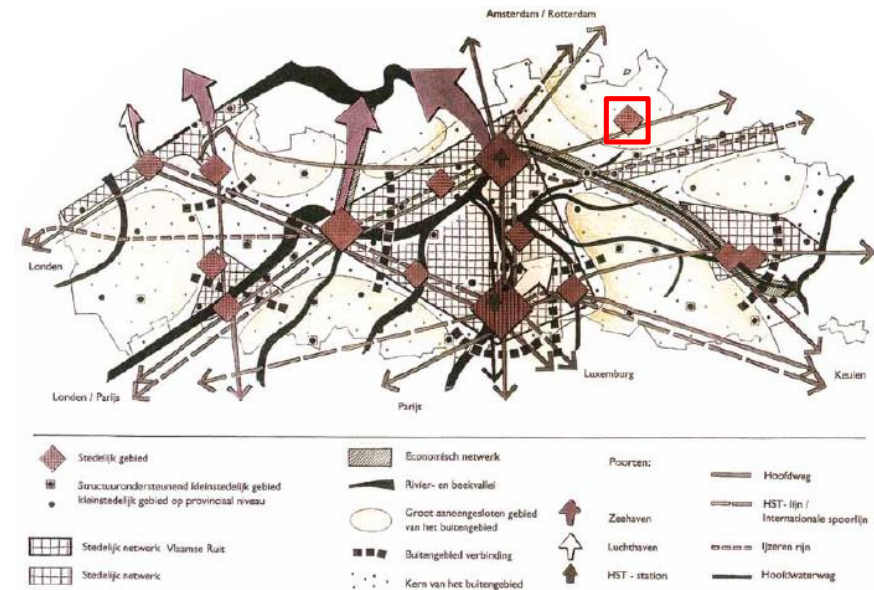 Amsterdam / Rotterdam
Londen
Londen / Parijs
Parijs
Luxemburg
Keulen
Stedelijk gebied
Structuurondersteunend kleinstedelijk gebied
kleinstedelijk gebied op provinciaal niveau
Stedelijk netwerk Vlaamse Ruit
Stedelijk netwerk
Economisch netwerk
Rivier- en beekvallei
Groot aaneengesloten gebied
van het buitengebied
Buitengebied verbinding
Kern van het buitengebied
Poorten:
Zeehaven
Luchthaven
HST - station
Hoofdweg
HST- lijn /
Internationale spoorlijn
Ijzeren rijn
Hoofdwaterweg